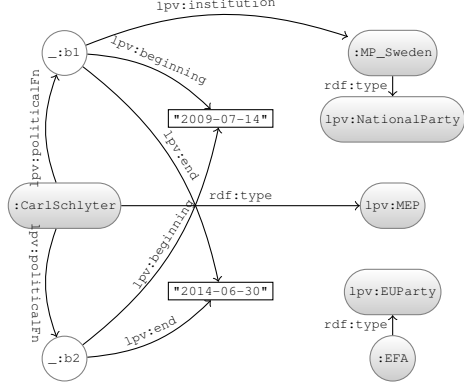 lpv:institution
_:b1
:MP_Sweden
lpv:beginning
rdf:type
lpv:politicalFn
"2009-07-14"
lpv:NationalParty
lpv:end
:CarlSchlyter
rdf:type
lpv:MEP
lpv:politicalFn
lpv:beginning
"2014-06-30"
lpv:EUParty
lpv:end
rdf:type
_:b2
:EFA